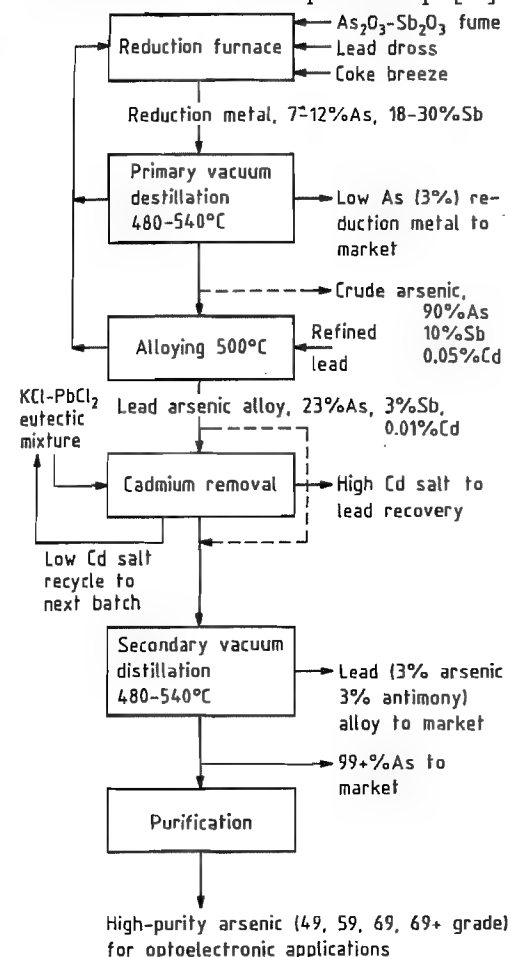 As₂O₃-Sb₂O₃ fume
Reduction furnace
Lead dross
Coke breeze
Reduction metal, 7-12%As, 18-30%Sb
Primary vacuum
destillation
480-540°C
Low As (3%) re-
duction metal to
market
Crude arsenic,
90%As
10%Sb
0.05%Cd
Alloying 500°C
Refined
lead
KCl-PbCl₂
eutectic
mixture
Lead arsenic alloy, 23%As, 3%Sb,
0.01%Cd
Cadmium removal
High Cd salt to
lead recovery
Low Cd salt
recycle to
next batch
Secondary vacuum
distillation
480-540°C
Lead (3% arsenic
3% antimony)
alloy to market
99+%As to
market
Purification
High-purity arsenic (49, 59, 69, 69+ grade)
for optoelectronic applications